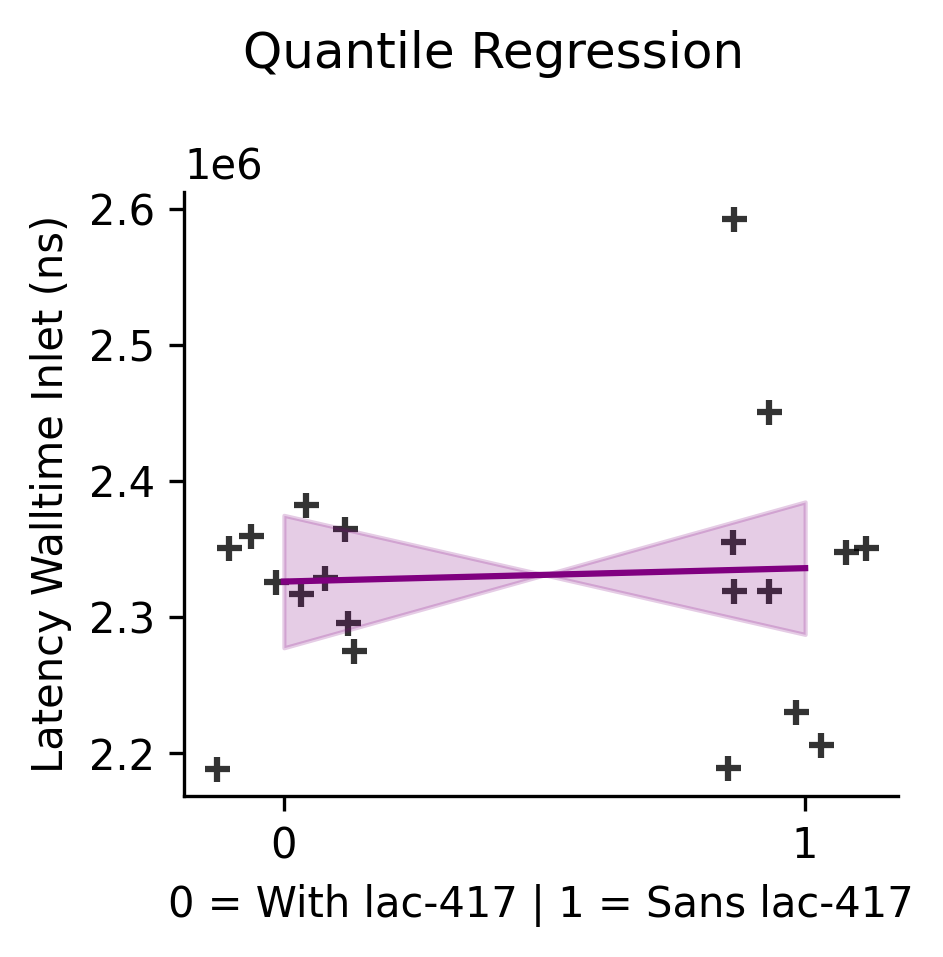 Quantile Regression
1e6
Latency Walltime Inlet (ns)
2.6
2.5
2.4
2.3
2.2
0 1
0 = With lac-417 | 1 = Sans lac-417